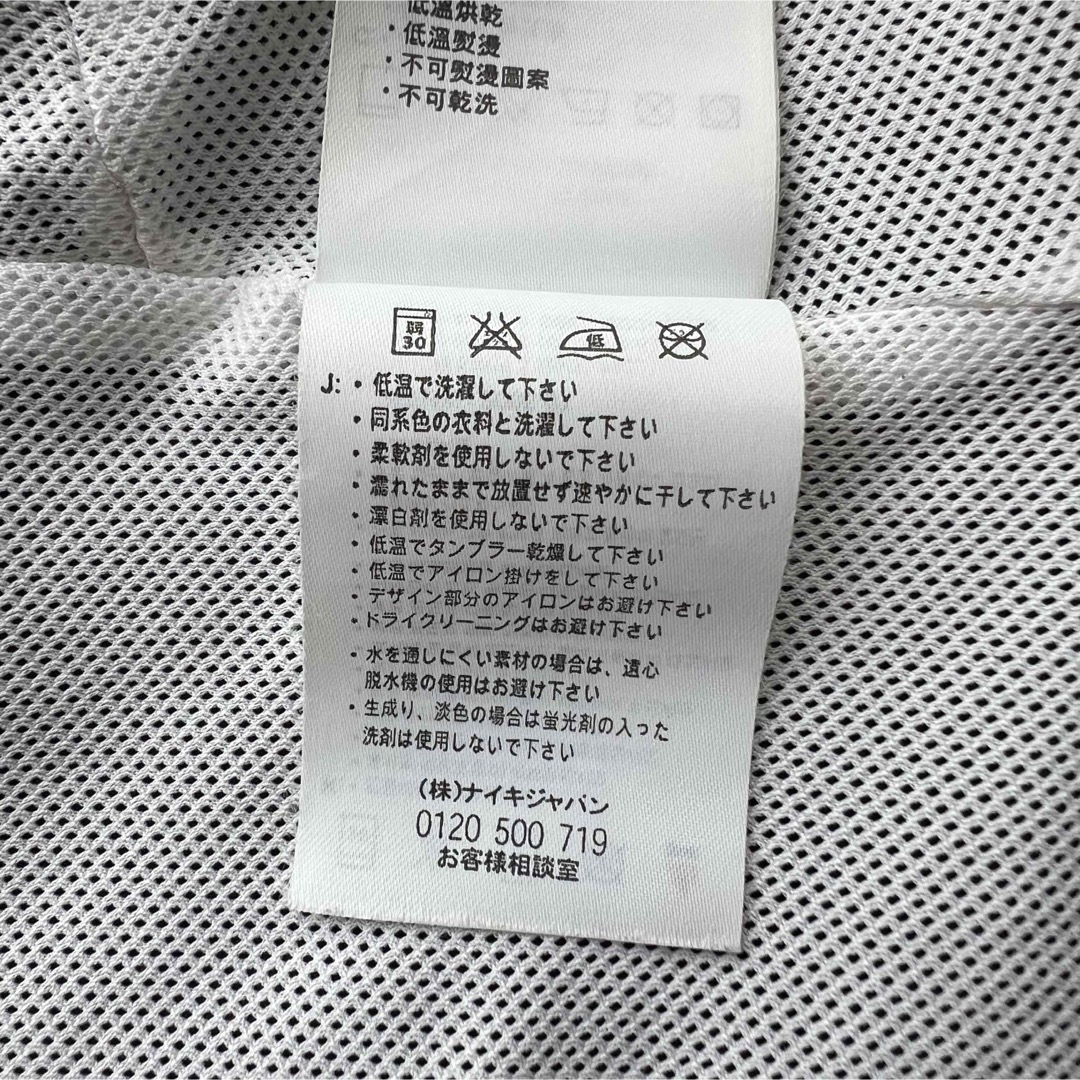 ・低溫烘乾
・低溫熨燙
・不可熨燙圖案
・不可乾洗
弱
30
低
J:・低温で洗濯して下さい
・同系色の衣料と洗濯して下さい
・柔軟剤を使用しないで下さい
・濡れたままで放置せず速やかに干して下さい
・漂白剤を使用しないで下さい
・低温でタンブラー乾燥して下さい
・低温でアイロン掛けをして下さい
・デザイン部分のアイロンはお避け下さい
・ドライクリーニングはお避け下さい
・水を通しにくい素材の場合は、遠心
脱水機の使用はお避け下さい
・生成り、淡色の場合は蛍光剤の入った
洗剤は使用しないで下さい
(株)ナイキジャパン
0120 500 719
お客様相談室